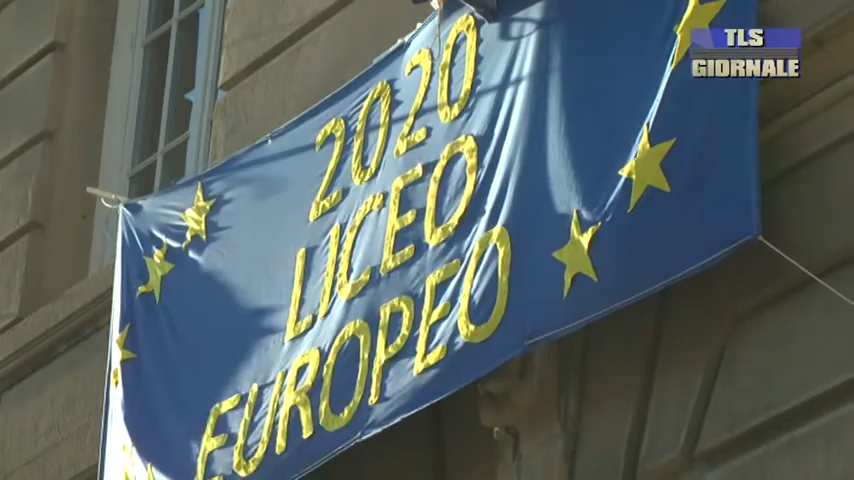 2020
LICEO
EUROPEO
TLS
GIORNALE